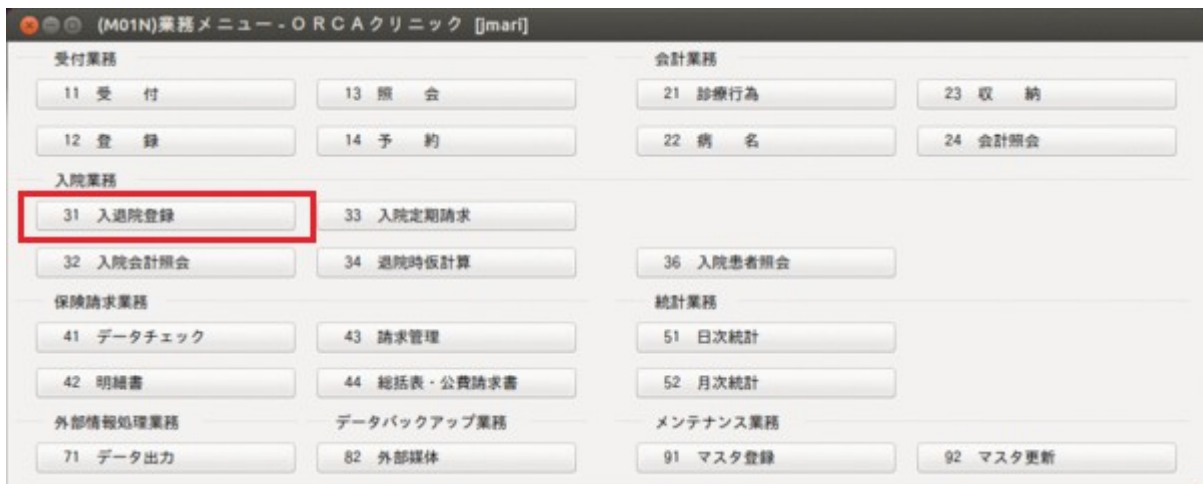 (M01N)業務メニュー - ＯＲＣＡクリニック [jmari]
受付業務 会計業務
11 受 付 13 照 会 21 診療行為 23 収 納
12 登 録 14 予 約 22 病 名 24 会計照会
入院業務
31 入退院登録 33 入院定期請求
32 入院会計照会 34 退院時仮計算 36 入院患者照会
保険請求業務 統計業務
41 データチェック 43 請求管理 51 日次統計
42 明細書 44 総括表・公費請求書 52 月次統計
外部情報処理業務 データバックアップ業務 メンテナンス業務
71 データ出力 82 外部媒体 91 マスタ登録 92 マスタ更新